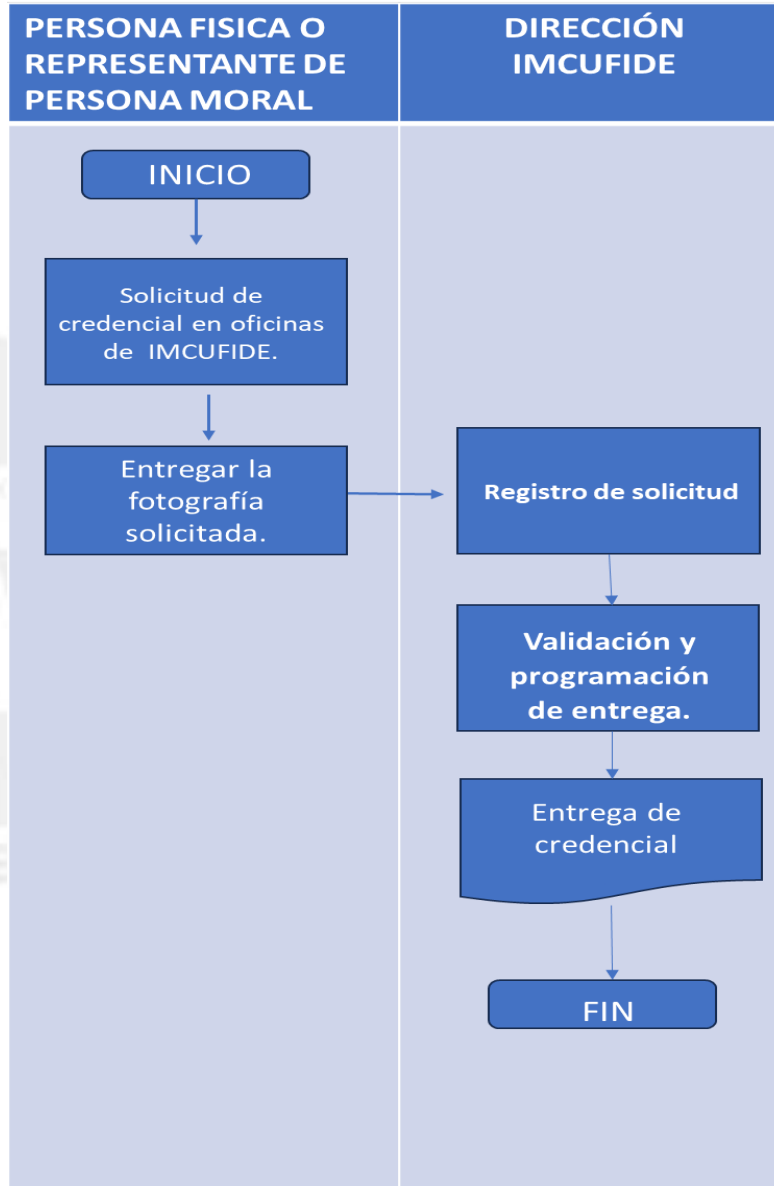 PERSONA FISICA O
REPRESENTANTE DE
PERSONA MORAL
DIRECCIÓN
IMCUFIDE
INICIO
Solicitud de
credencial en oficinas
de IMCUFIDE.
Entregar la
fotografía
solicitada.
Registro de solicitud
Validación y
programación
de entrega.
Entrega de
credencial
FIN